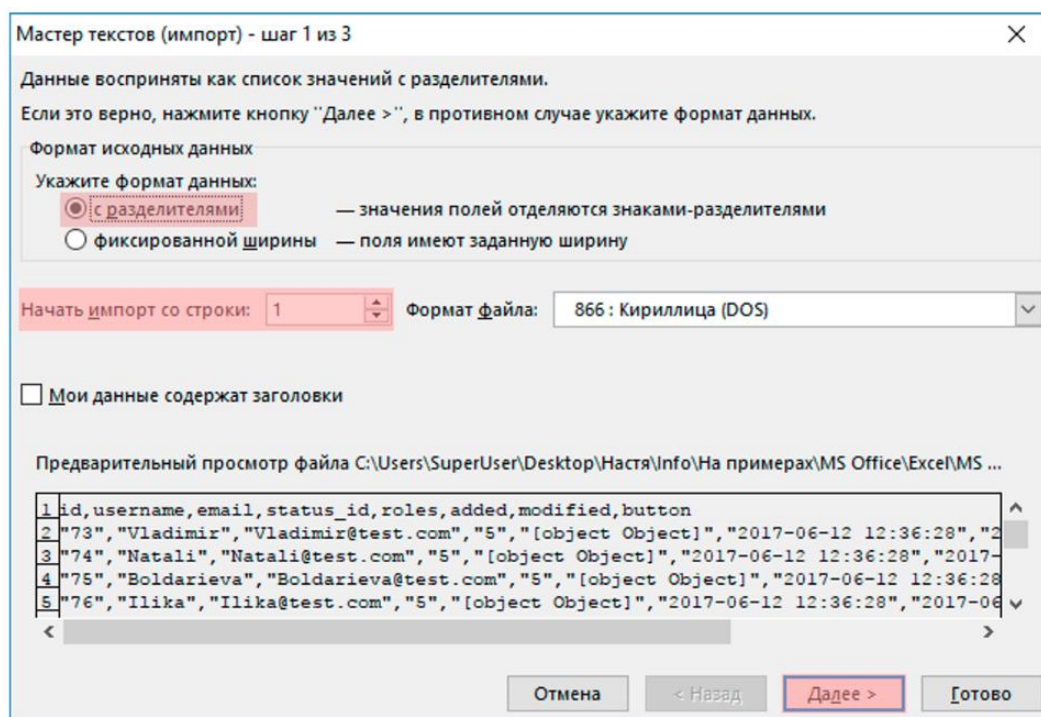 Мастер текстов (импорт) - шаг 1 из 3
Данные восприняты как список значений с разделителями.
Если это верно, нажмите кнопку "Далее >", в противном случае укажите формат данных.
Формат исходных данных
Укажите формат данных:
с разделителями — значения полей отделяются знаками-разделителями
фиксированной ширины — поля имеют заданную ширину
Начать импорт со строки: 1 Формат файла: 866 : Кириллица (DOS)
Мои данные содержат заголовки
Предварительный просмотр файла C:\Users\SuperUser\Desktop\Настя\Info\На примерах\MS Office\Excel\MS ...
1 id,username,email,status_id,roles,added,modified,button
2 "73","Vladimir","Vladimir@test.com","5","[object Object]","2017-06-12 12:36:28","2
3 "74","Natali","Natali@test.com","5","[object Object]","2017-06-12 12:36:28","2017-
4 "75","Boldarieva","Boldarieva@test.com","5","[object Object]","2017-06-12 12:36:28
5 "76","Ilika","Ilika@test.com","5","[object Object]","2017-06-12 12:36:28","2017-06
Отмена < Назад Далее > Готово